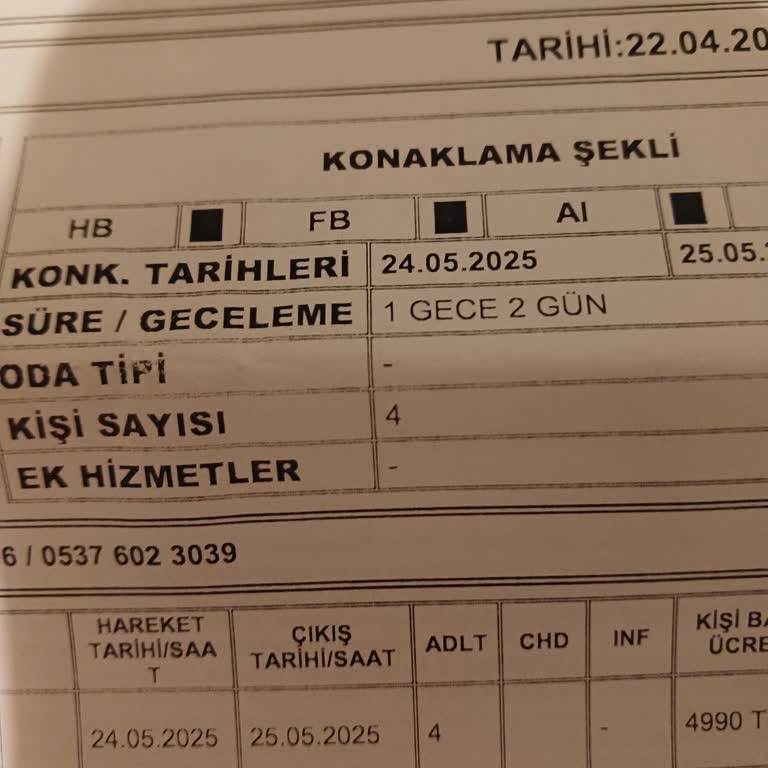 TARİHİ:22.04.20
KONAKLAMA ŞEKLİ
HB ■ FB ■ AI ■
KONK. TARİHLERİ 24.05.2025 25.05.
SÜRE / GECELEME 1 GECE 2 GÜN
ODA TİPİ -
KİŞİ SAYISI 4
EK HİZMETLER -
6 / 0537 602 3039
HAREKET TARİHİ/SAAT ÇIKIŞ TARİHİ/SAAT ADLT CHD INF KİŞİ BA ÜCRE
24.05.2025 25.05.2025 4 - 4990 T